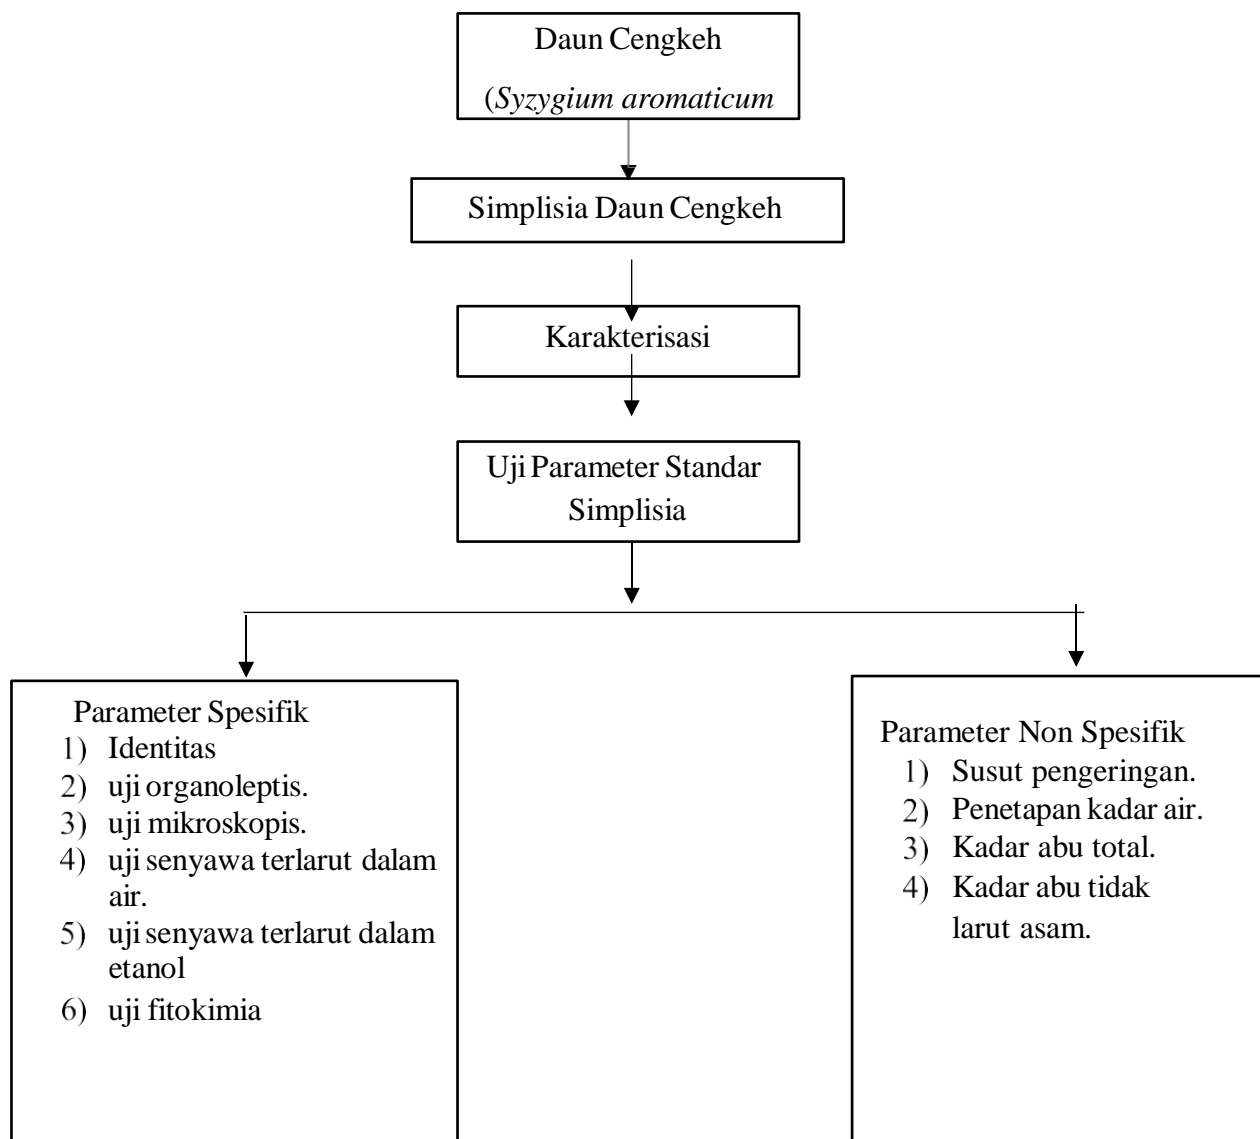 Daun Cengkeh
(Syzygium aromaticum
Simplisia Daun Cengkeh
Karakterisasi
Uji Parameter Standar
Simplisia
Parameter Spesifik
1) Identitas
2) uji organoleptis.
3) uji mikroskopis.
4) uji senyawa terlarut dalam
air.
5) uji senyawa terlarut dalam
etanol
6) uji fitokimia
Parameter Non Spesifik
1) Susut pengeringan.
2) Penetapan kadar air.
3) Kadar abu total.
4) Kadar abu tidak
larut asam.